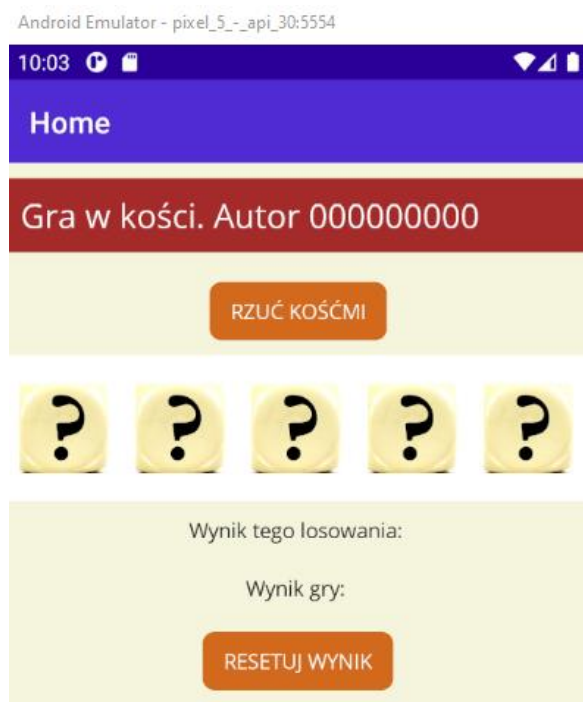 Android Emulator - pixel_5_-_api_30:5554
10:03
Home
Gra w kości. Autor 000000000
RZUĆ KOŚĆMI
? ? ? ? ?
Wynik tego losowania:
Wynik gry:
RESETUJ WYNIK